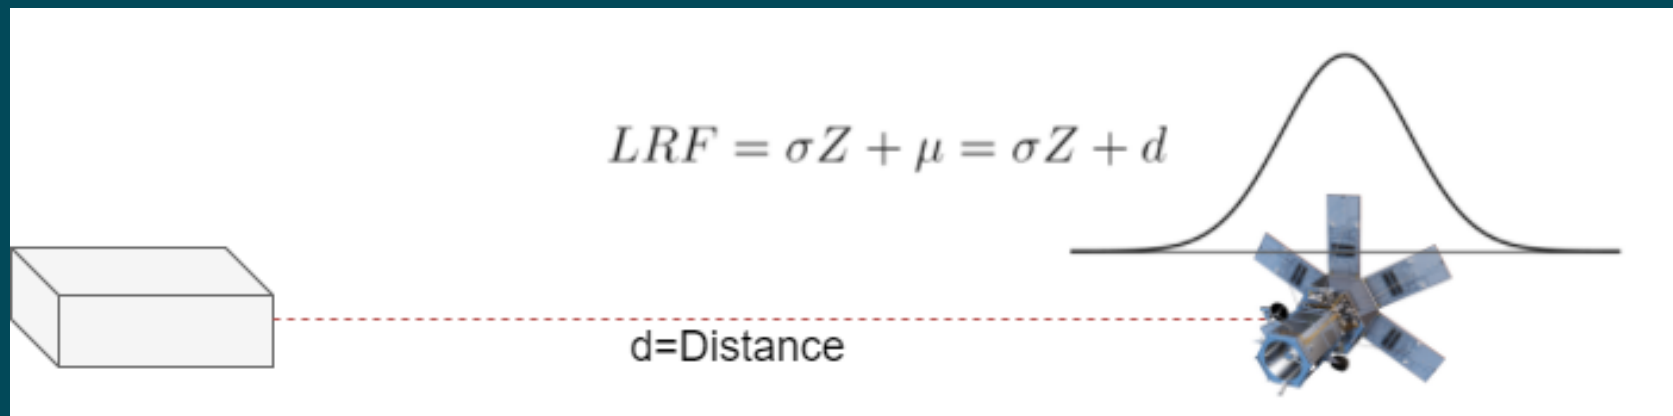 LRF = σZ + μ = σZ + d
d=Distance